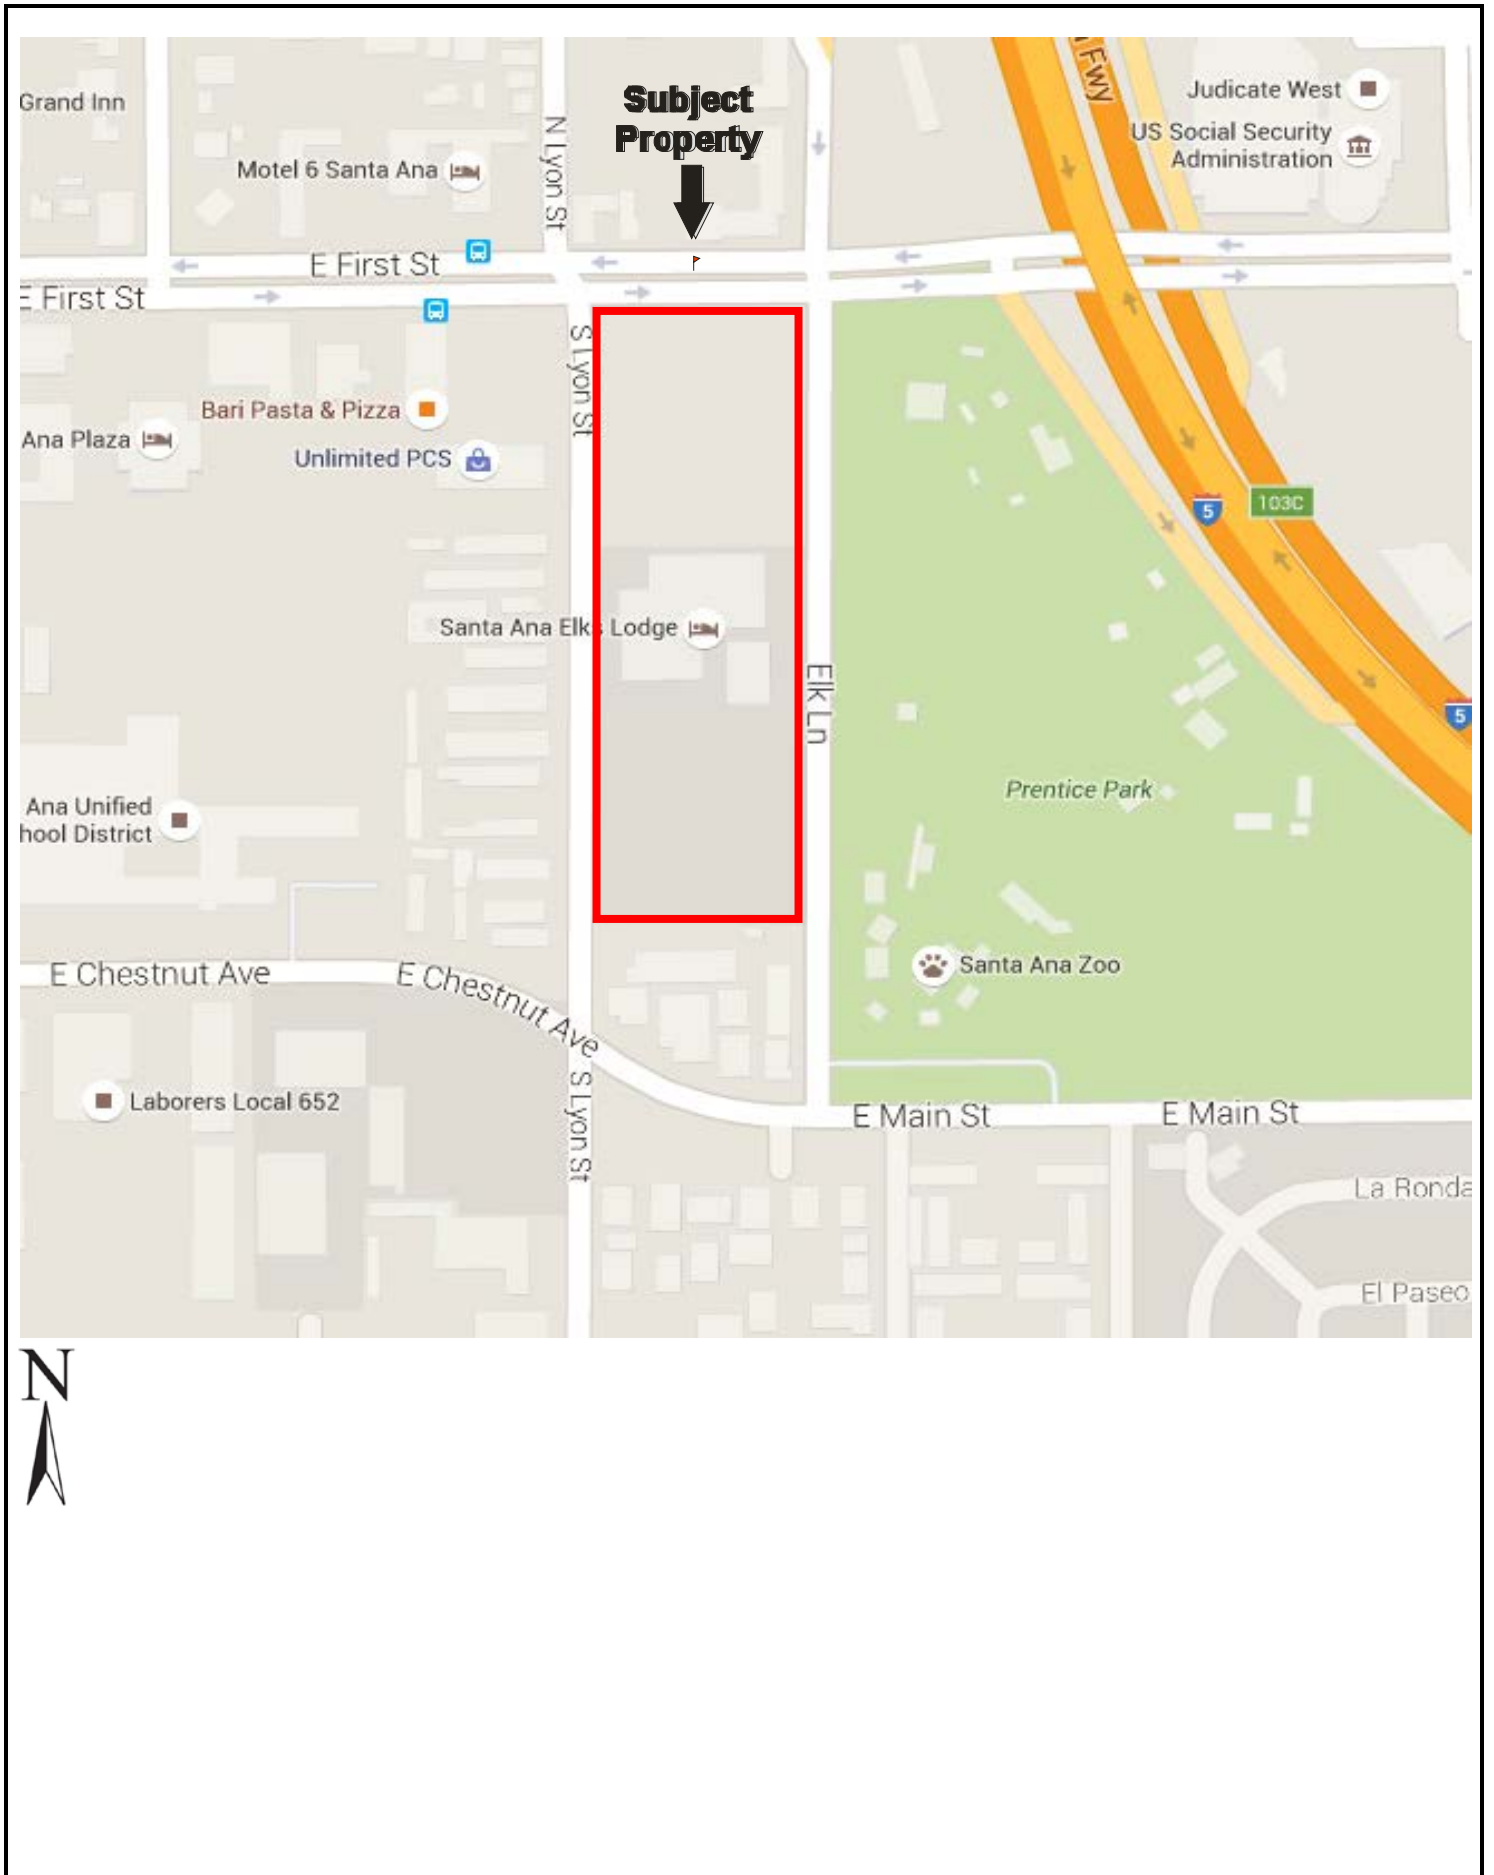 Grand Inn
Motel 6 Santa Ana
N Lyon St
Subject
Property
Fwy
Judicate West
US Social Security
Administration
E First St
E First St
S Lyon St
Bari Pasta & Pizza
Ana Plaza
Unlimited PCS
5
103C
Santa Ana Elks Lodge
Elk Ln
5
Prentice Park
Ana Unified
hool District
Santa Ana Zoo
E Chestnut Ave
E Chestnut Ave
Laborers Local 652
S Lyon St
E Main St
E Main St
La Ronda
El Paseo
N